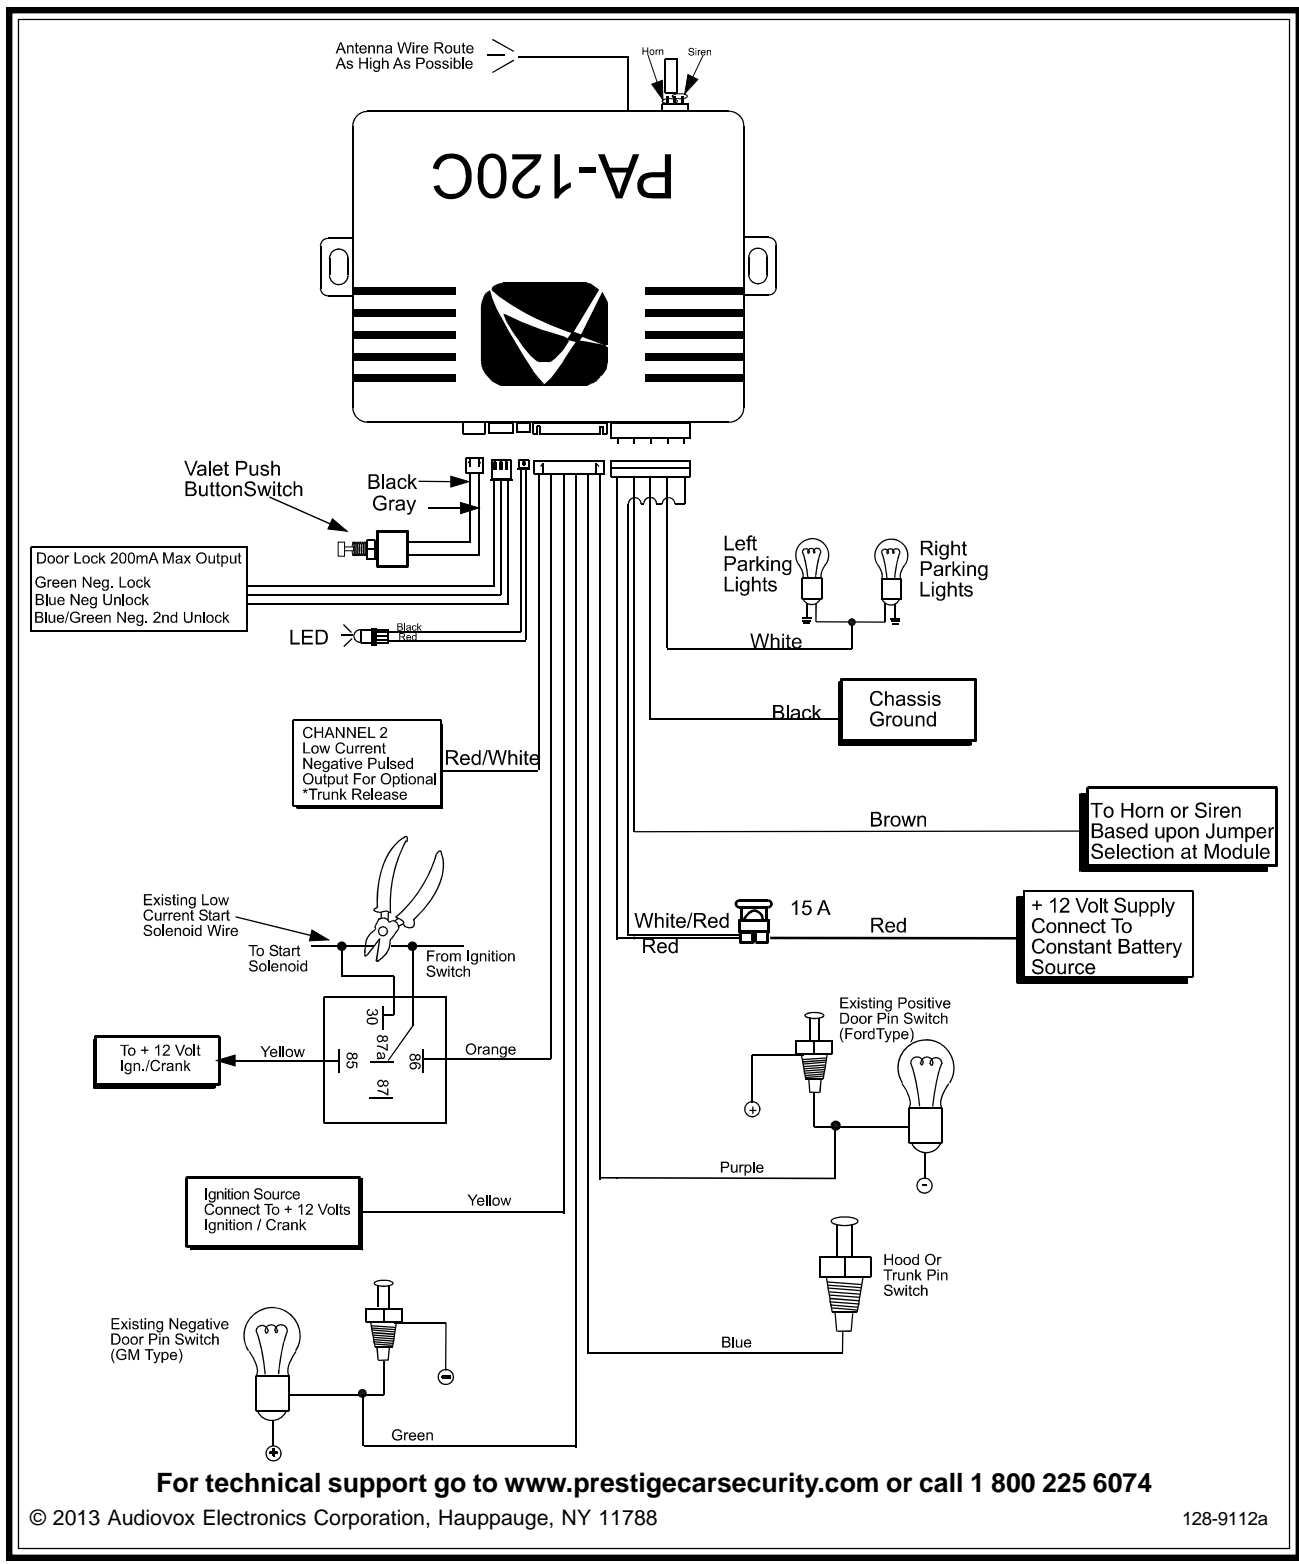 Antenna Wire Route
As High As Possible
Horn
Siren
PA-120C
Valet Push
ButtonSwitch
Black
Gray
Door Lock 200mA Max Output
Green Neg. Lock
Blue Neg Unlock
Blue/Green Neg. 2nd Unlock
LED
Black
Red
Left
Parking
Lights
Right
Parking
Lights
White
Chassis
Ground
Black
CHANNEL 2
Low Current
Negative Pulsed
Output For Optional
*Trunk Release
Red/White
Brown
To Horn or Siren
Based upon Jumper
Selection at Module
Existing Low
Current Start
Solenoid Wire
To Start
Solenoid
From Ignition
Switch
White/Red
Red
15 A
Red
+ 12 Volt Supply
Connect To
Constant Battery
Source
30
87a
85
86
87
To + 12 Volt
Ign./Crank
Yellow
Orange
Existing Positive
Door Pin Switch
(FordType)
+
-
Purple
Ignition Source
Connect To + 12 Volts
Ignition / Crank
Yellow
Hood Or
Trunk Pin
Switch
Blue
Existing Negative
Door Pin Switch
(GM Type)
-
+
Green
For technical support go to www.prestigecarsecurity.com or call 1 800 225 6074
© 2013 Audiovox Electronics Corporation, Hauppauge, NY 11788
128-9112a